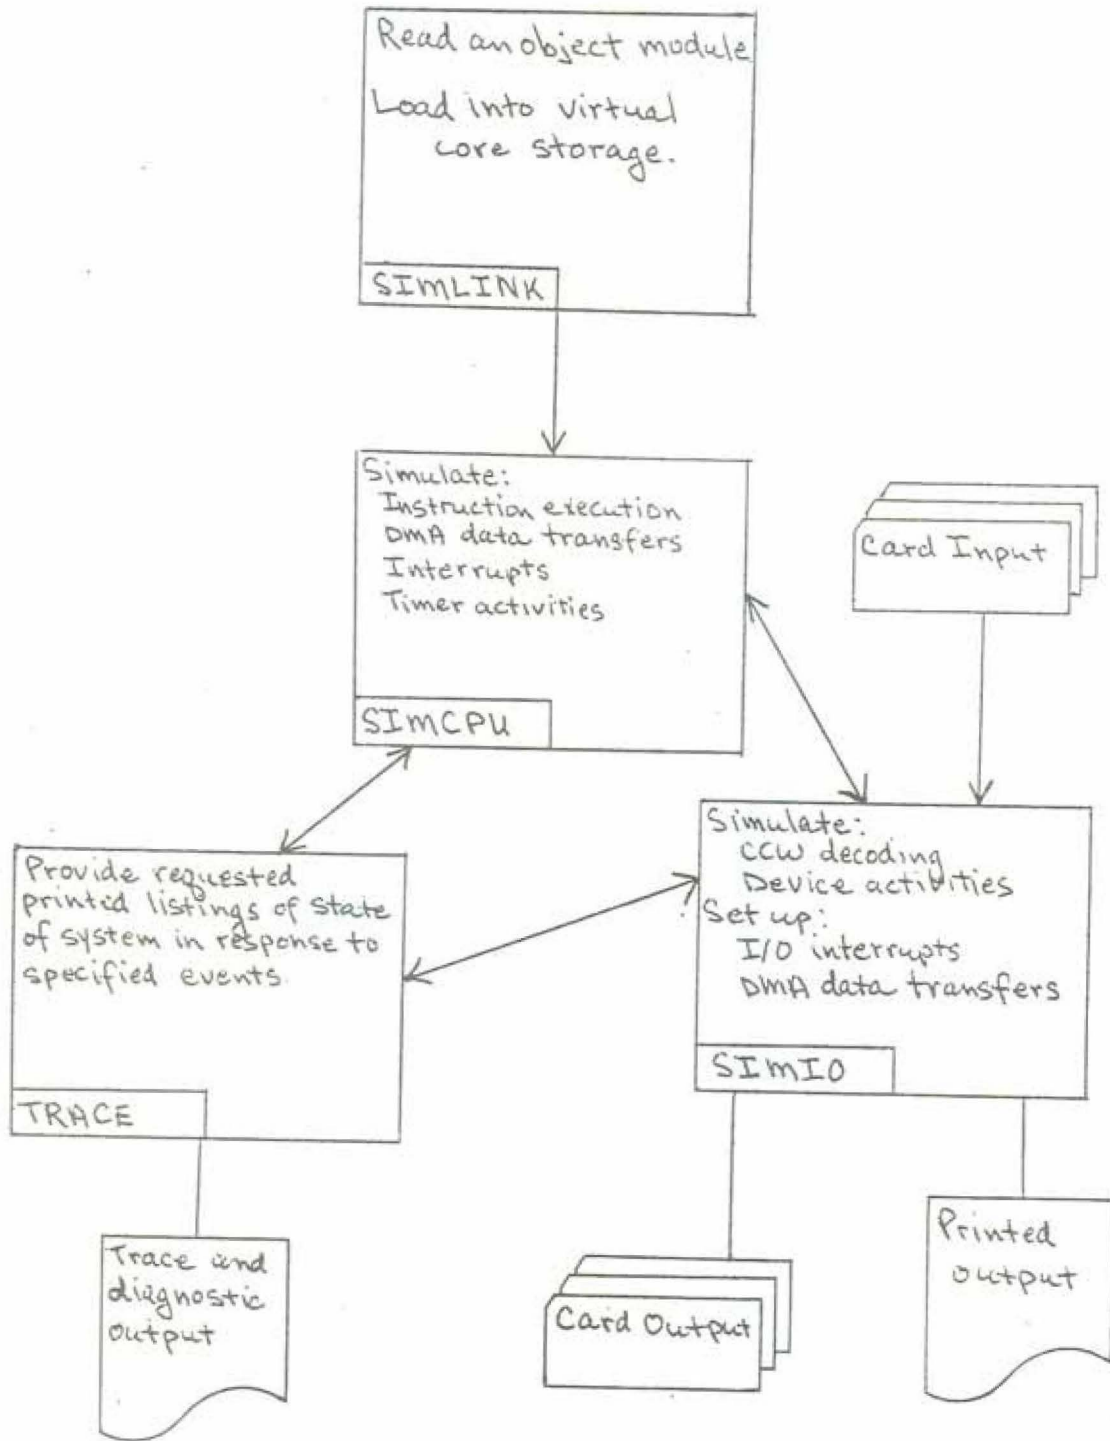 Read an object module
Load into virtual
core storage.
SIMLINK
Simulate:
Instruction execution
DMA data transfers
Interrupts
Timer activities
SIMCPU
Card Input
Simulate:
CCW decoding
Device activities
Set up:
I/O interrupts
DMA data transfers
SIMIO
Provide requested
printed listings of state
of system in response to
specified events.
TRACE
Trace and
diagnostic
output
Card Output
Printed
output